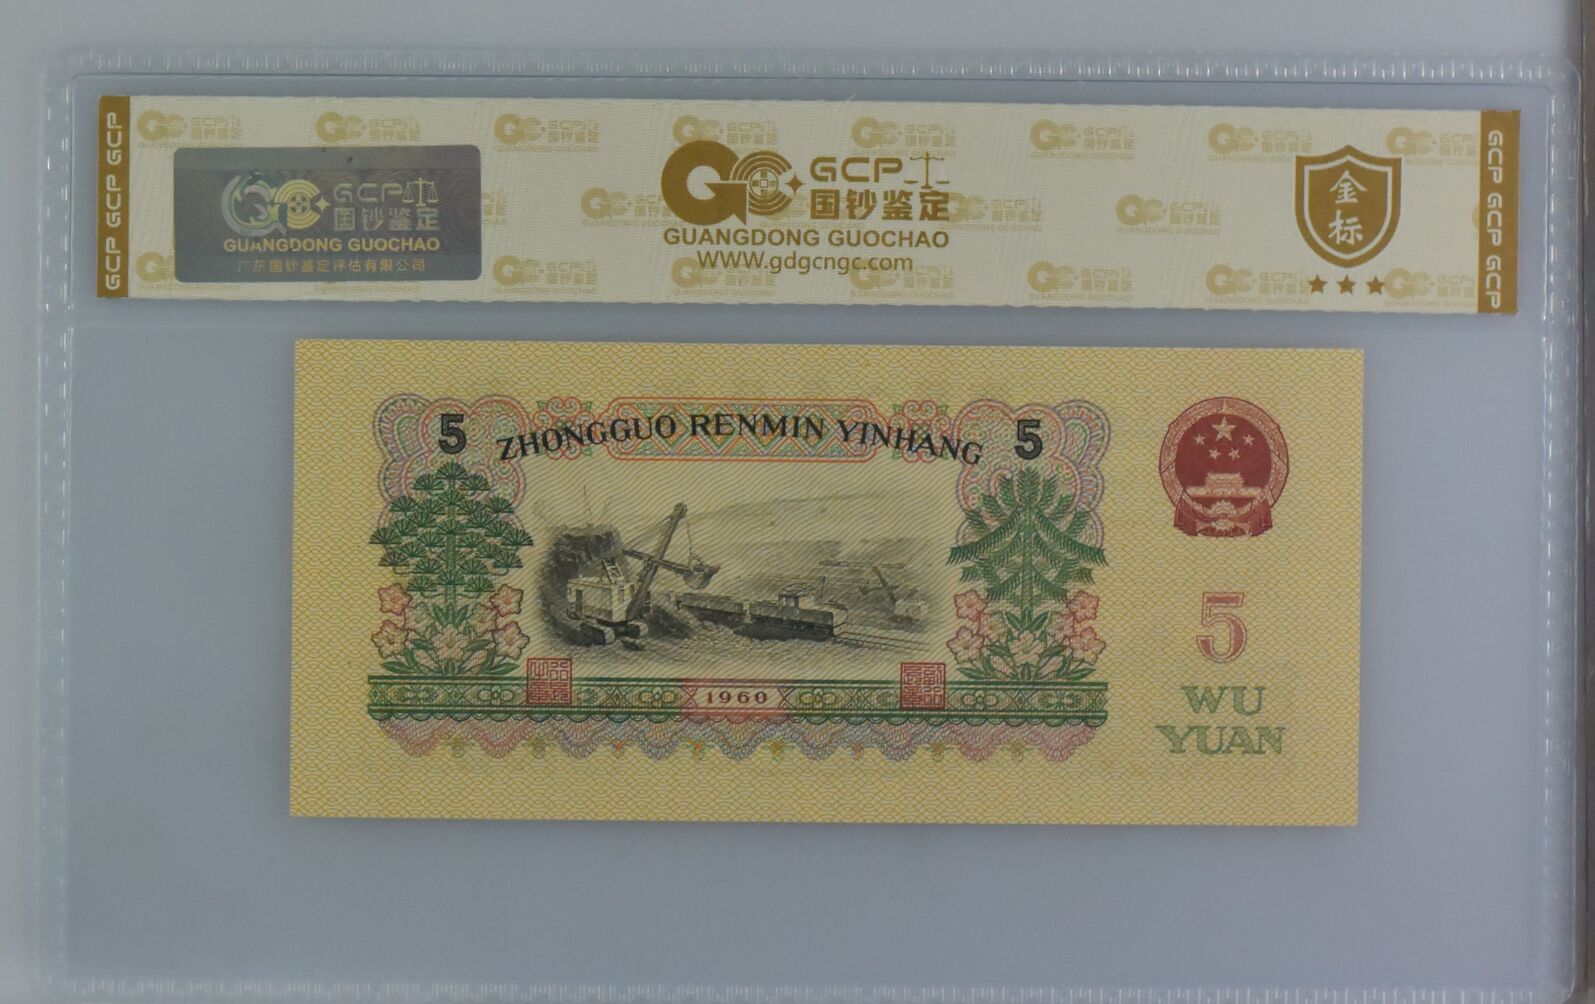 GCP GCP GCP
GCP
国钞鉴定
GUANGDONG GUOCHAO
广东国钞鉴定评估有限公司
GCP
国钞鉴定
GUANGDONG GUOCHAO
WWW.gdgcngc.com
金
标
GCP GCP GCP
5
ZHONGGUO RENMIN YINHANG
5
1960
5
WU
YUAN